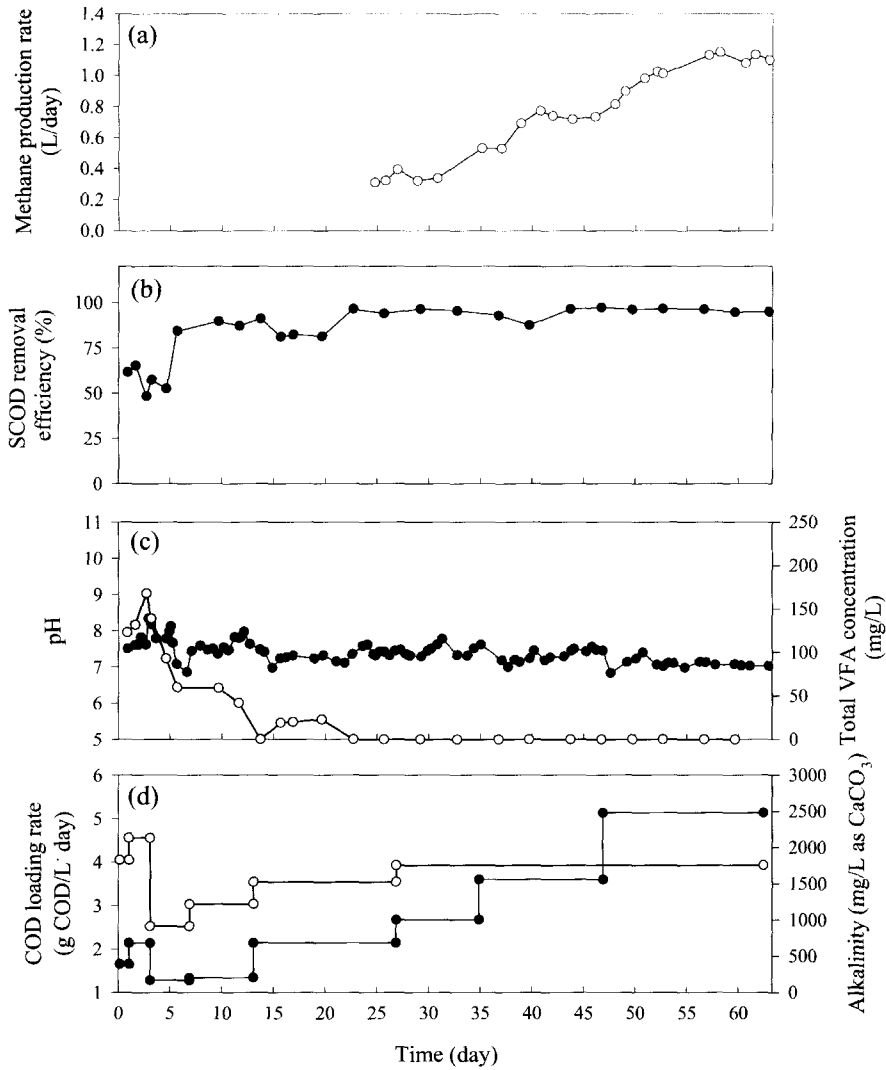 (a)
Methane production rate
(L/day)
1.4
1.2
1.0
0.8
0.6
0.4
0.2
0.0
(b)
SCOD removal
efficiency (%)
100
75
50
25
0
(c)
pH
11
10
9
8
7
6
5
250
200
150
100
50
0
Total VFA concentration
(mg/L)
(d)
COD loading rate
(g COD/L· day)
6
5
4
3
2
1
3000
2500
2000
1500
1000
500
0
Alkalinity (mg/L as CaCO3)
0 5 10 15 20 25 30 35 40 45 50 55 60
Time (day)